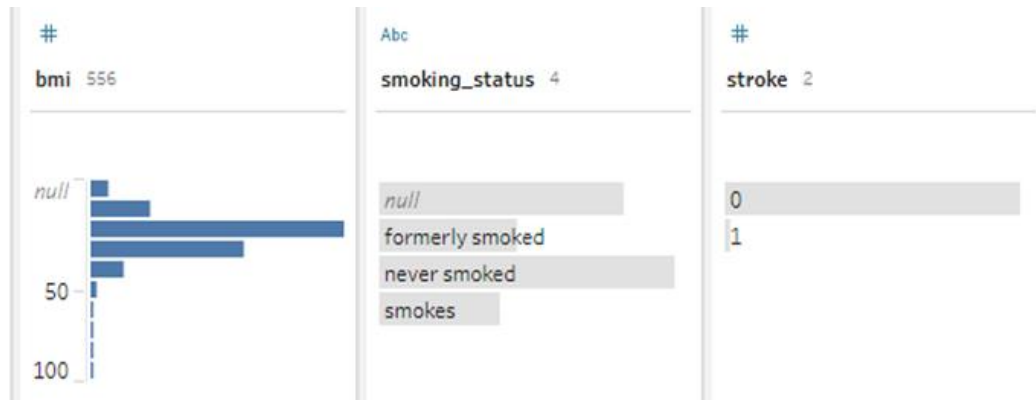 #
bmi 556
null
50
100
Abc
smoking_status 4
null
formerly smoked
never smoked
smokes
#
stroke 2
0
1